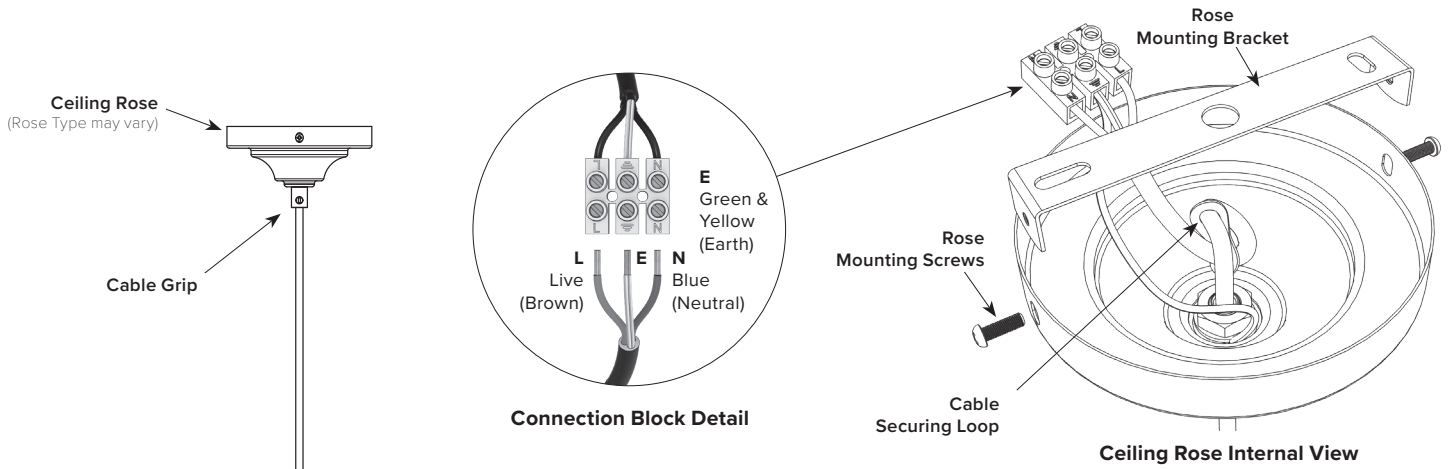 Ceiling Rose
(Rose Type may vary)
Cable Grip
L
N
L
N
E
Green &
Yellow
(Earth)
L
Live
(Brown)
E
N
Blue
(Neutral)
Connection Block Detail
Rose
Mounting Bracket
N
L
Rose
Mounting Screws
Cable
Securing Loop
Ceiling Rose Internal View